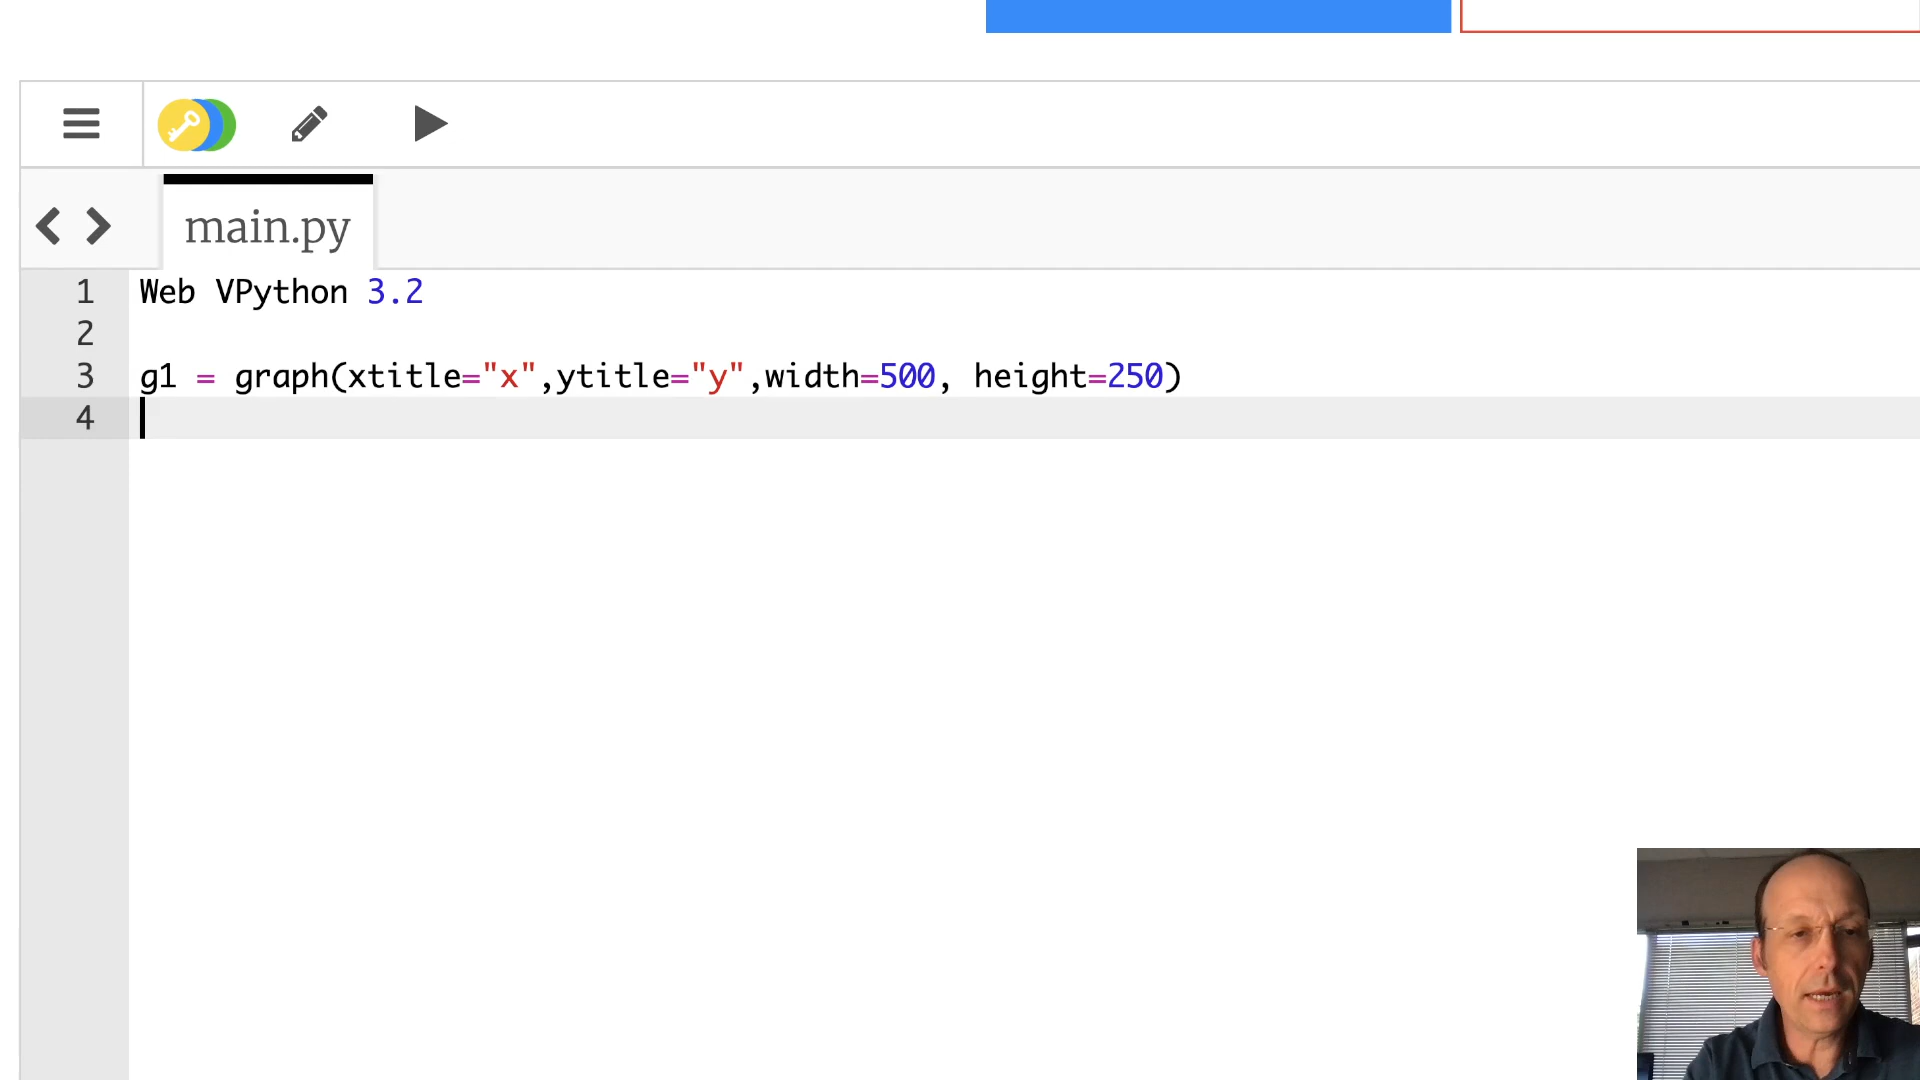 main.py
1 Web VPython 3.2
2
3 g1 = graph(xtitle="x",ytitle="y",width=500, height=250)
4